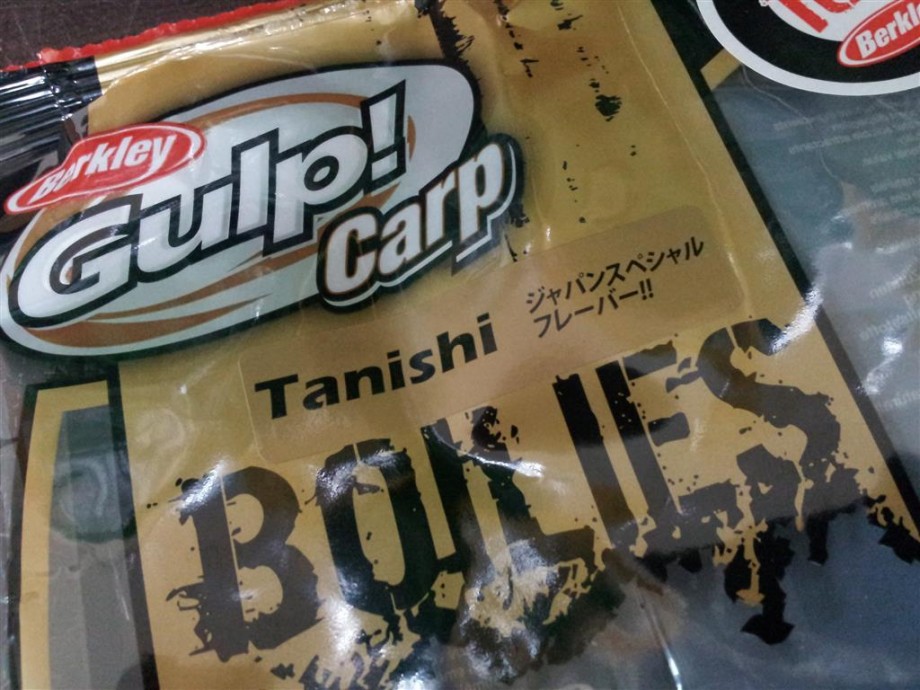 Berkley
Gulp!
Carp
Tanishi
ジャパンスペシャル
フレーバー!!
BOILIES